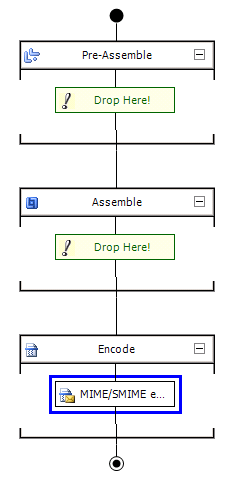 Pre-Assemble
Drop Here!
Assemble
Drop Here!
Encode
MIME/SMIME e...